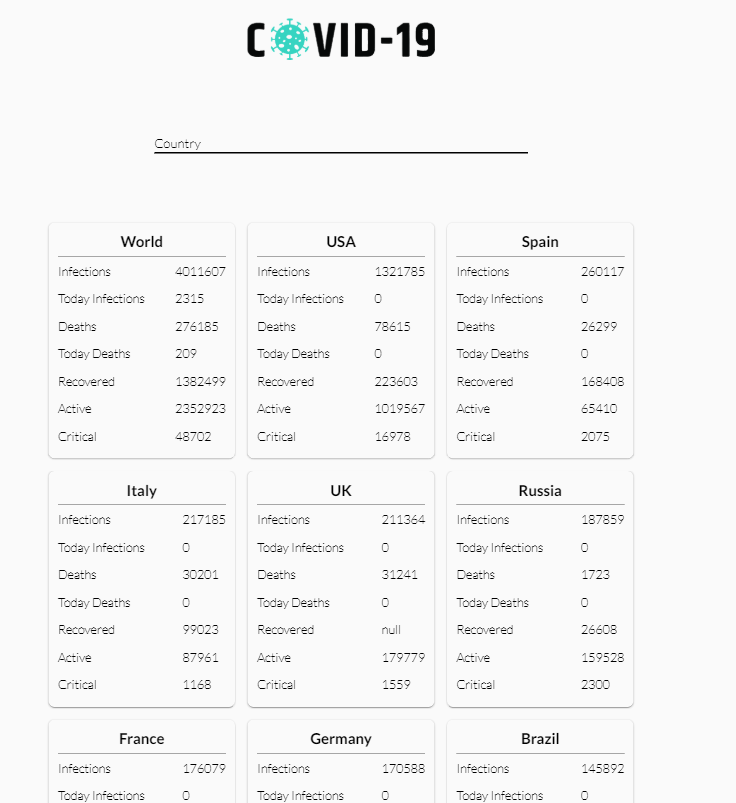 COVID-19
Country
World USA Spain
Infections 4011607 Infections 1321785 Infections 260117
Today Infections 2315 Today Infections 0 Today Infections 0
Deaths 276185 Deaths 78615 Deaths 26299
Today Deaths 209 Today Deaths 0 Today Deaths 0
Recovered 1382499 Recovered 223603 Recovered 168408
Active 2352923 Active 1019567 Active 65410
Critical 48702 Critical 16978 Critical 2075
Italy UK Russia
Infections 217185 Infections 211364 Infections 187859
Today Infections 0 Today Infections 0 Today Infections 0
Deaths 30201 Deaths 31241 Deaths 1723
Today Deaths 0 Today Deaths 0 Today Deaths 0
Recovered 99023 Recovered null Recovered 26608
Active 87961 Active 179779 Active 159528
Critical 1168 Critical 1559 Critical 2300
France Germany Brazil
Infections 176079 Infections 170588 Infections 145892
Today Infections 0 Today Infections 0 Today Infections 0